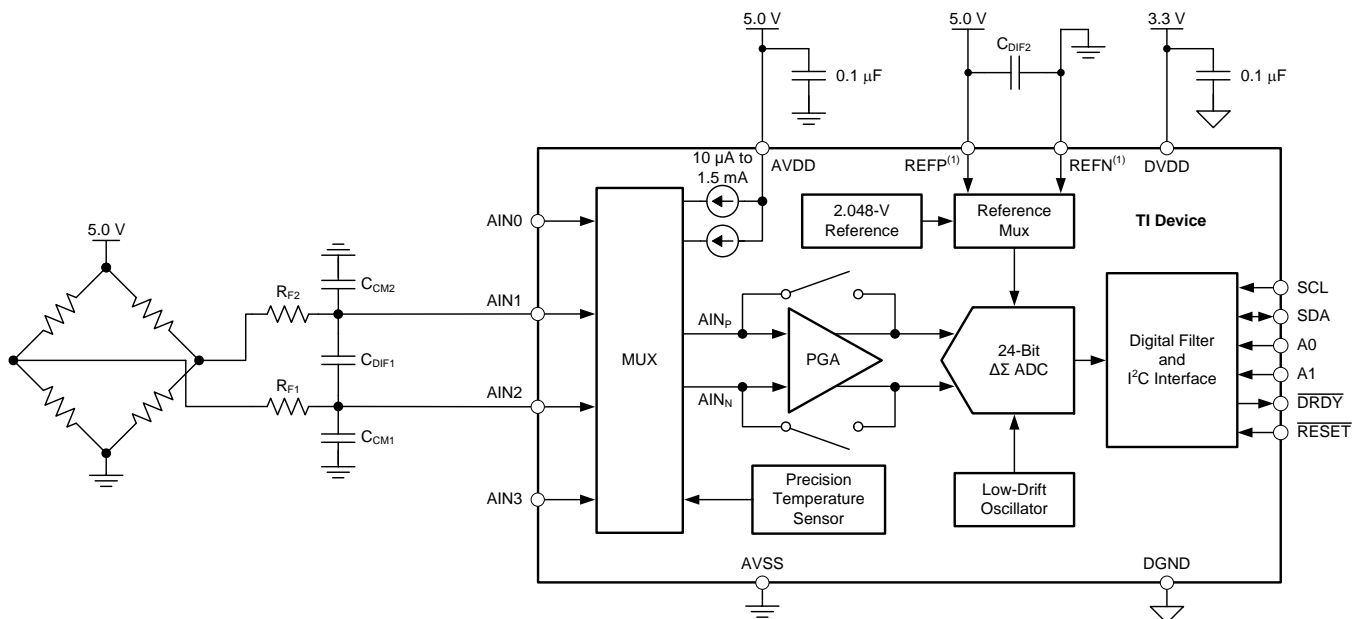 5.0 V
5.0 V
3.3 V
C_DIF2
0.1 μF
0.1 μF
10 μA to
1.5 mA
AVDD
REFP(1)
REFN(1)
DVDD
2.048-V
Reference
Reference
Mux
TI Device
AIN0
5.0 V
R_F2
C_CM2
AIN1
C_DIF1
R_F1
AIN2
C_CM1
AIN3
MUX
AIN_P
AIN_N
PGA
24-Bit
ΔΣ ADC
Digital Filter
and
I²C Interface
SCL
SDA
A0
A1
DRDY
RESET
Precision
Temperature
Sensor
Low-Drift
Oscillator
AVSS
DGND